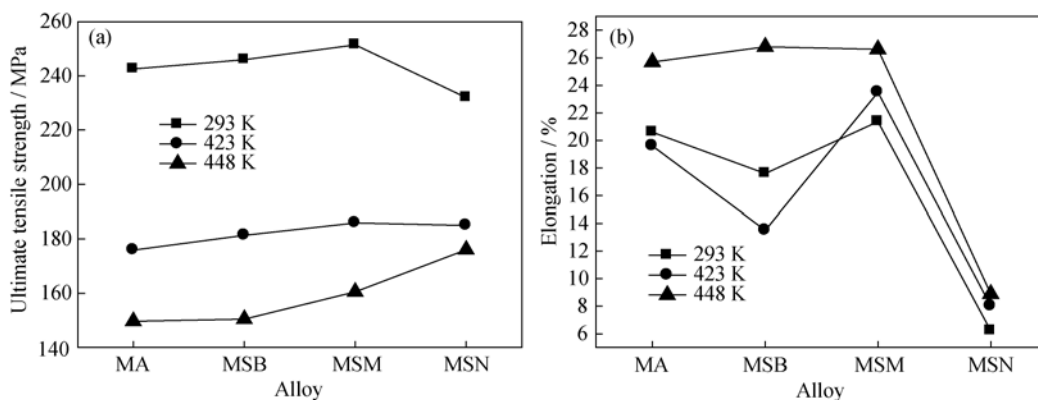 (a)
Ultimate tensile strength / MPa
260
240
220
200
180
160
140
293 K
423 K
448 K
MA MSB MSM MSN
Alloy
(b)
Elongation / %
28
26
24
22
20
18
16
14
12
10
8
6
293 K
423 K
448 K
MA MSB MSM MSN
Alloy